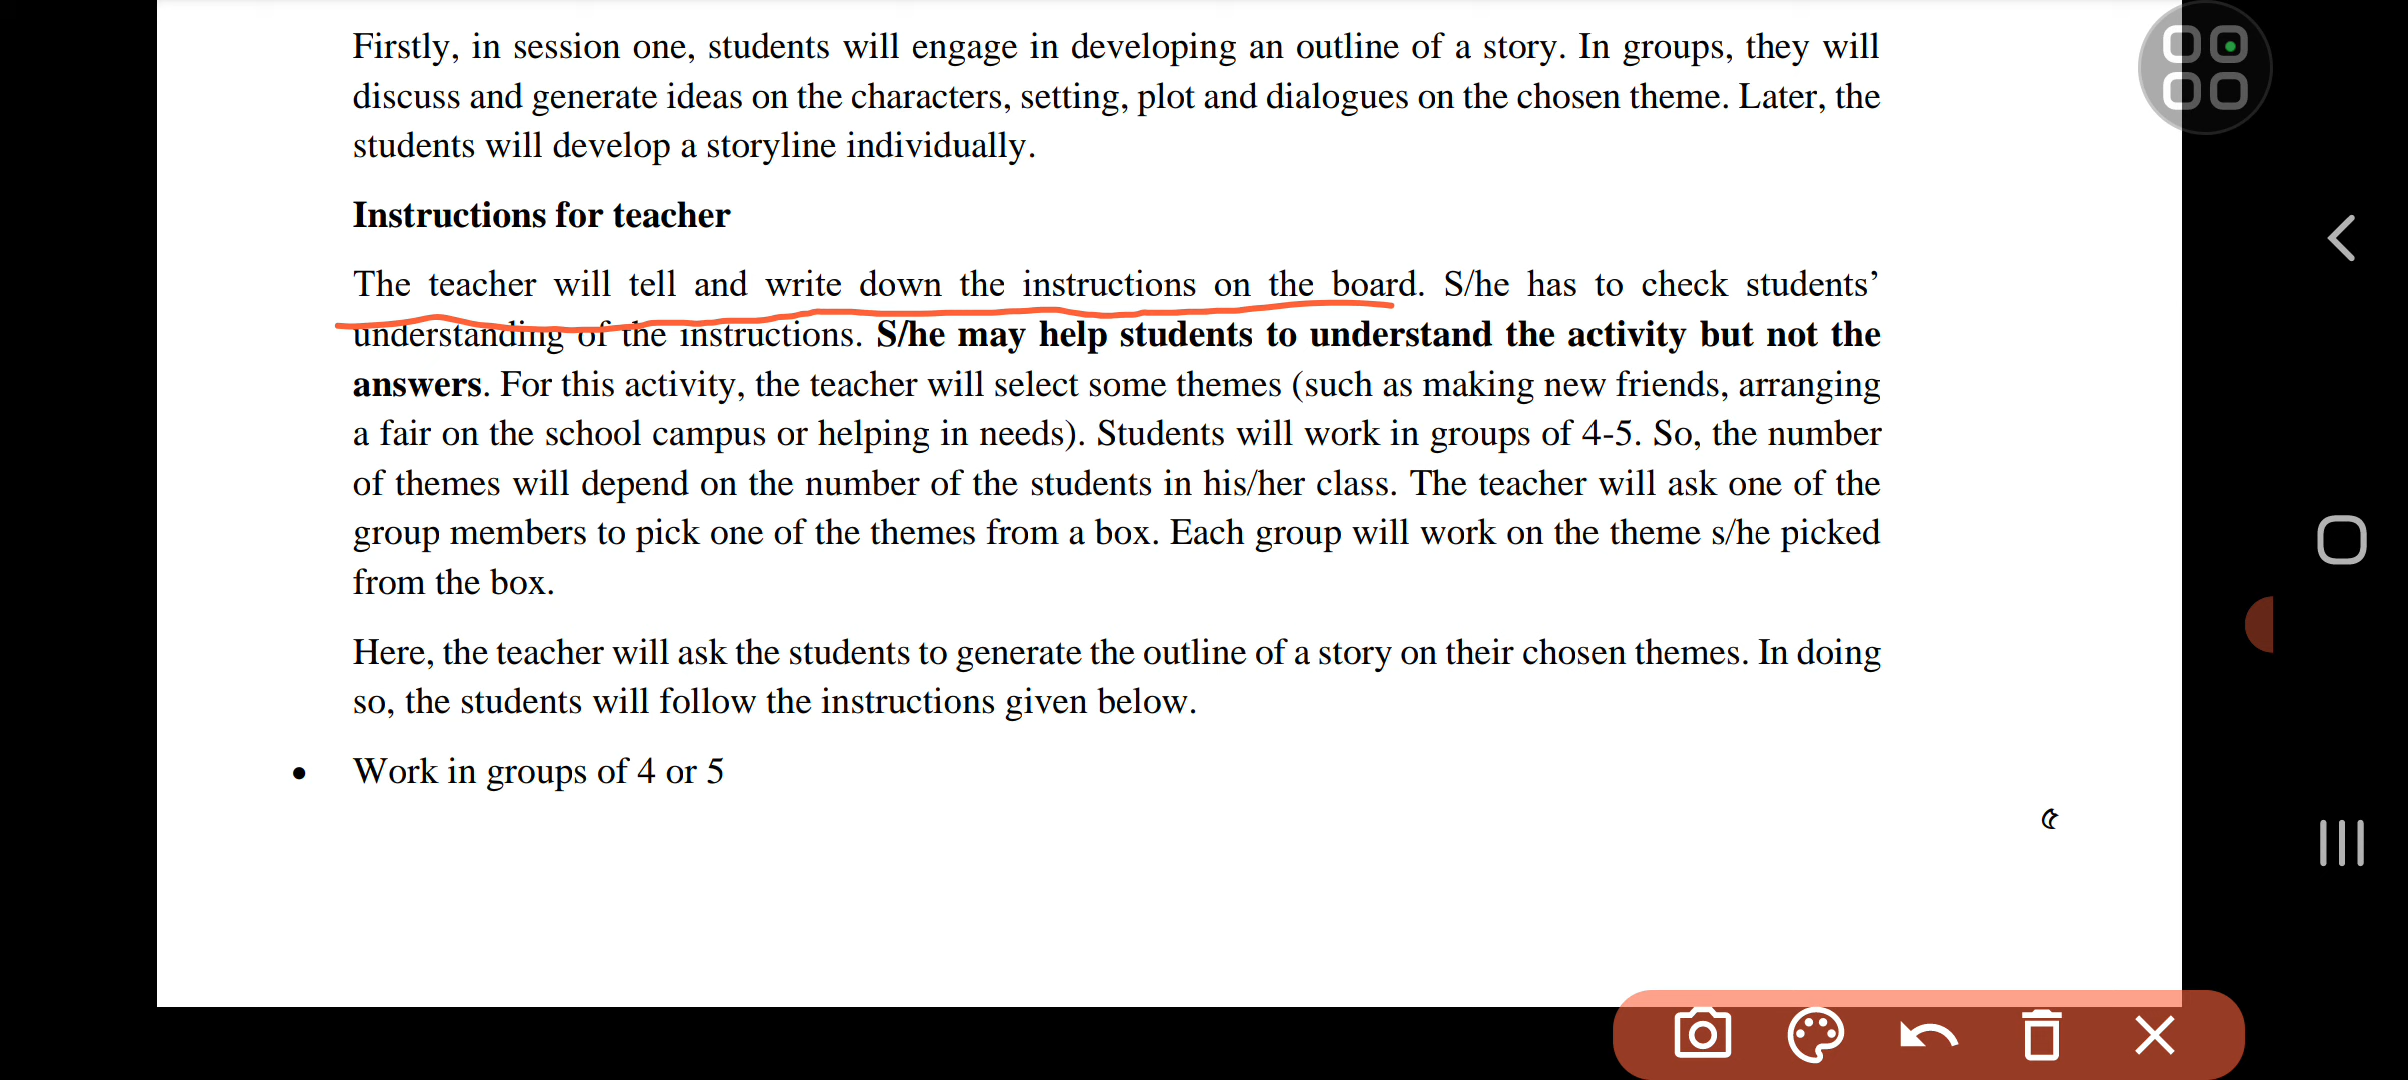 Firstly, in session one, students will engage in developing an outline of a story. In groups, they will
discuss and generate ideas on the characters, setting, plot and dialogues on the chosen theme. Later, the
students will develop a storyline individually.
Instructions for teacher
The teacher will tell and write down the instructions on the board. S/he has to check students’
understanding of the instructions. S/he may help students to understand the activity but not the
answers. For this activity, the teacher will select some themes (such as making new friends, arranging
a fair on the school campus or helping in needs). Students will work in groups of 4-5. So, the number
of themes will depend on the number of the students in his/her class. The teacher will ask one of the
group members to pick one of the themes from a box. Each group will work on the theme s/he picked
from the box.
Here, the teacher will ask the students to generate the outline of a story on their chosen themes. In doing
so, the students will follow the instructions given below.
• Work in groups of 4 or 5
৫